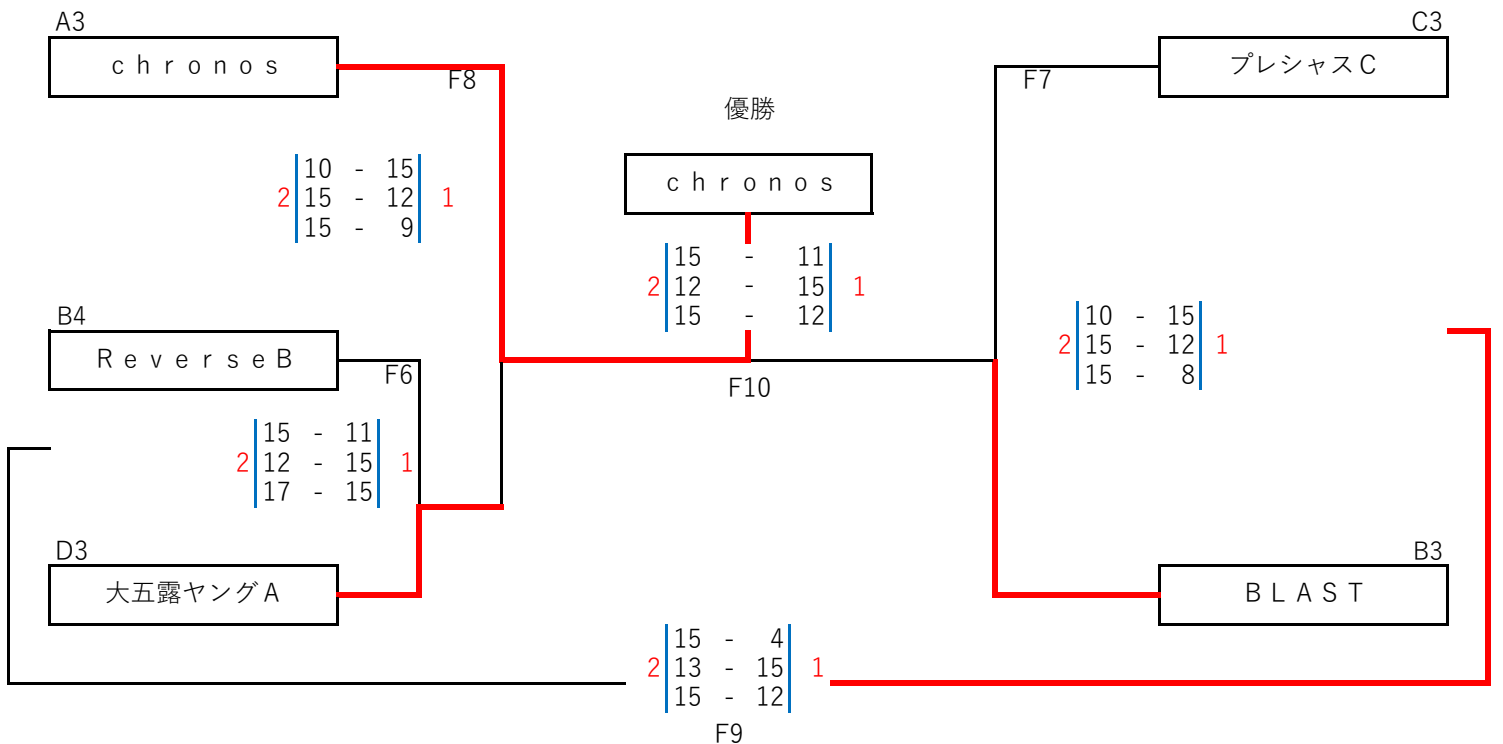 A3
C3
ｃｈｒｏｎｏｓ
プレシャスＣ
F8
F7
優勝
10 - 15
2 15 - 12 1
15 - 9
ｃｈｒｏｎｏｓ
15 - 11
2 12 - 15 1
15 - 12
B4
ＲｅｖｅｒｓｅＢ
F6
10 - 15
2 15 - 12 1
15 - 8
F10
15 - 11
2 12 - 15 1
17 - 15
D3
B3
大五露ヤングＡ
ＢＬＡＳＴ
15 - 4
2 13 - 15 1
15 - 12
F9